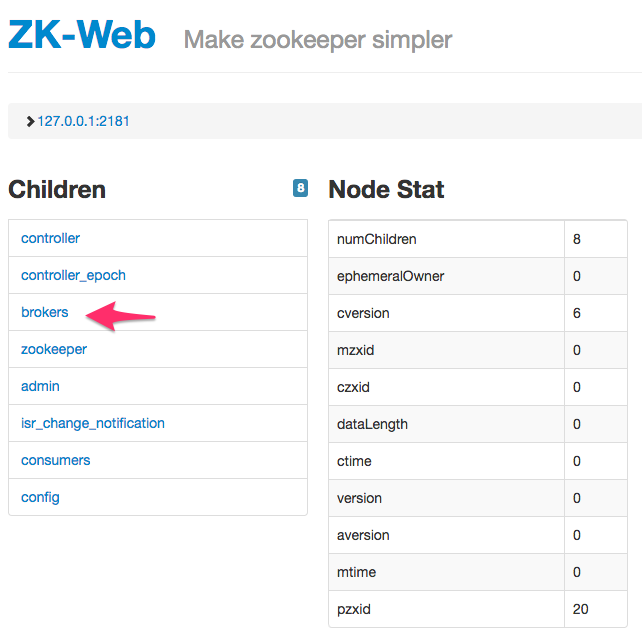 ZK-Web Make zookeeper simpler
127.0.0.1:2181
Children 8
controller
controller_epoch
brokers
zookeeper
admin
isr_change_notification
consumers
config
Node Stat
numChildren 8
ephemeralOwner 0
cversion 6
mzxid 0
czxid 0
dataLength 0
ctime 0
version 0
aversion 0
mtime 0
pzxid 20